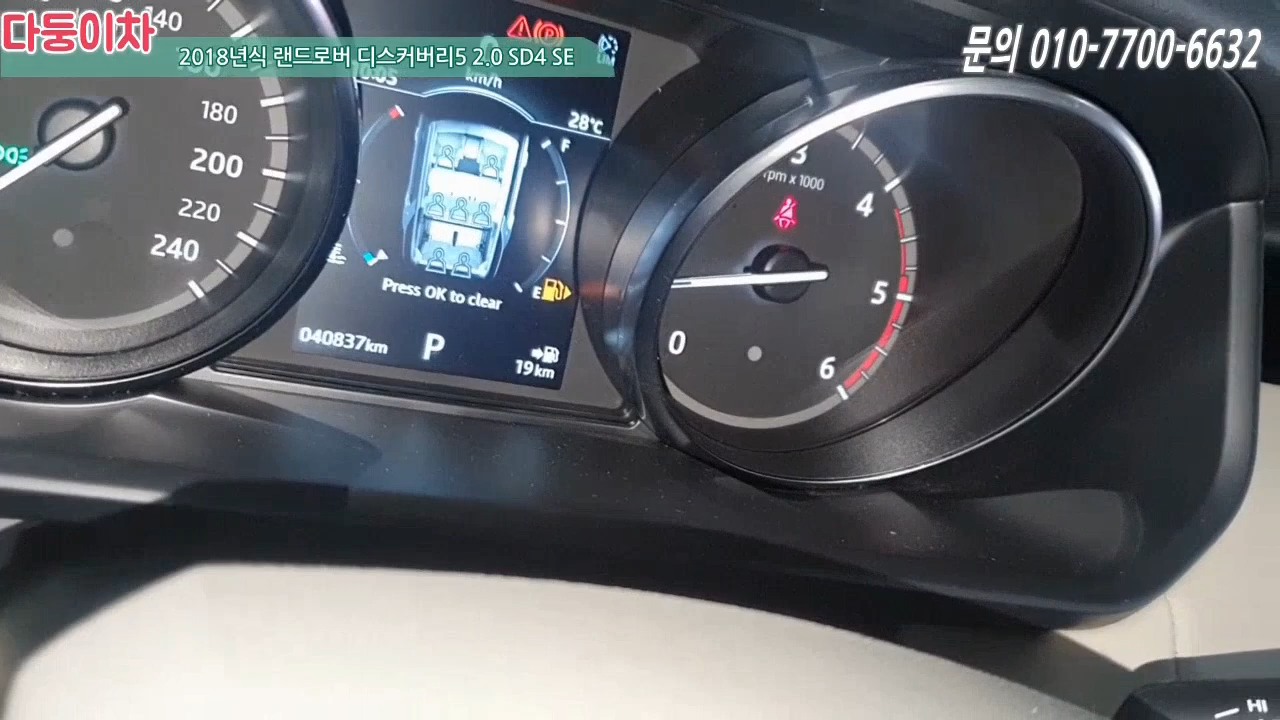 다둥이차
2018년식 랜드로버 디스커버리5 2.0 SD4 SE
문의 010-7700-6632
140
180
200
220
240
km/h
28°C
F
E
Press OK to clear
040837km
P
19km
3
rpm x 1000
4
5
6
0
HI